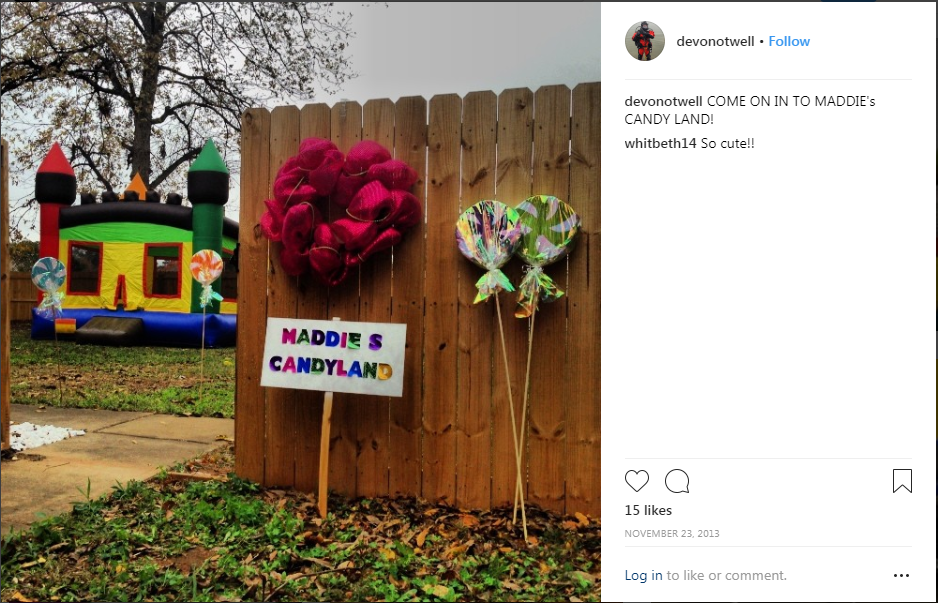 MADDIE S
CANDYLAND
devonotwell • Follow
devonotwell COME ON IN TO MADDIE's
CANDY LAND!
whitbeth14 So cute!!
15 likes
NOVEMBER 23, 2013
Log in to like or comment.